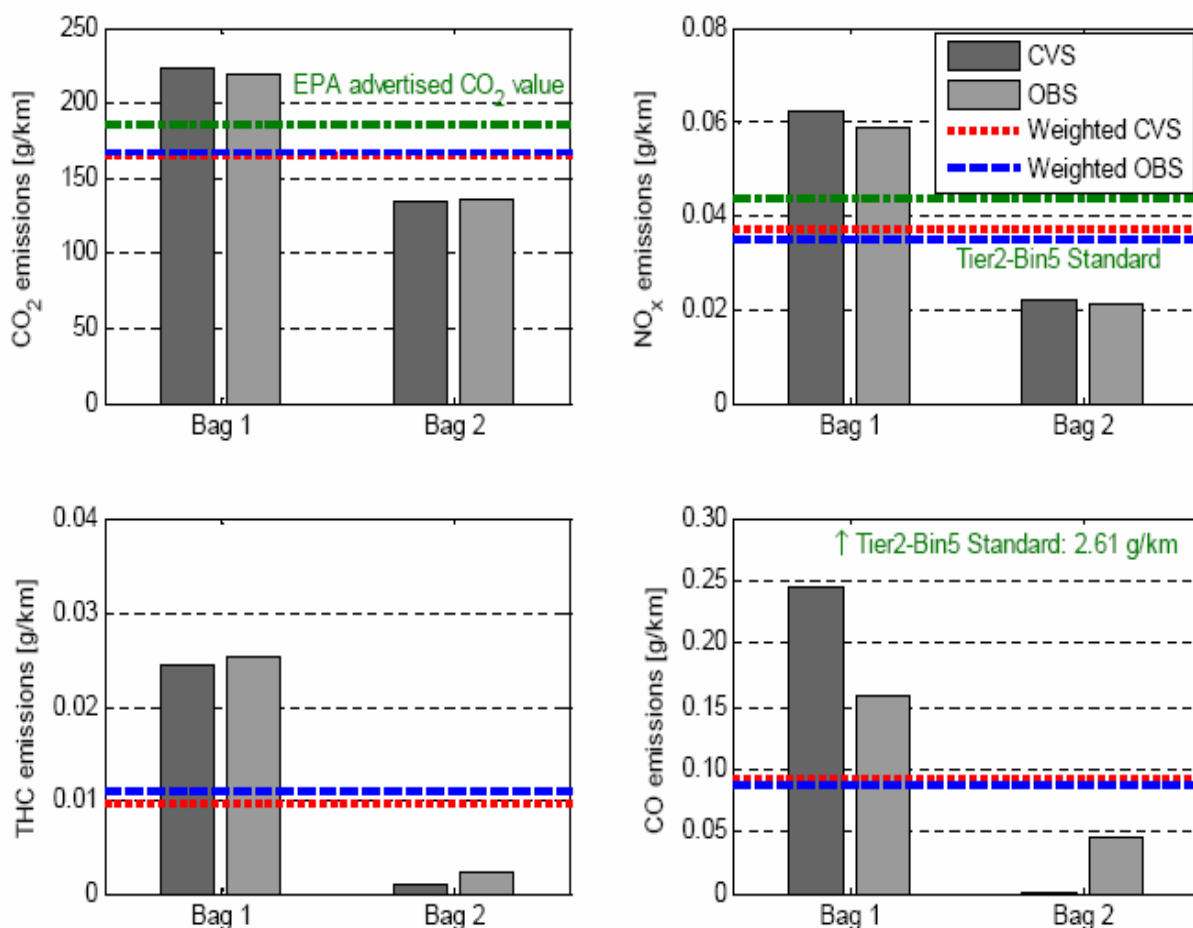 250
200
150
100
50
0
CO₂ emissions [g/km]
EPA advertised CO₂ value
Bag 1
Bag 2
0.08
0.06
0.04
0.02
0
NOₓ emissions [g/km]
CVS
OBS
Weighted CVS
Weighted OBS
Tier2-Bin5 Standard
Bag 1
Bag 2
0.04
0.03
0.02
0.01
0
THC emissions [g/km]
Bag 1
Bag 2
0.30
0.25
0.20
0.15
0.10
0.05
0
CO emissions [g/km]
↑ Tier2-Bin5 Standard: 2.61 g/km
Bag 1
Bag 2